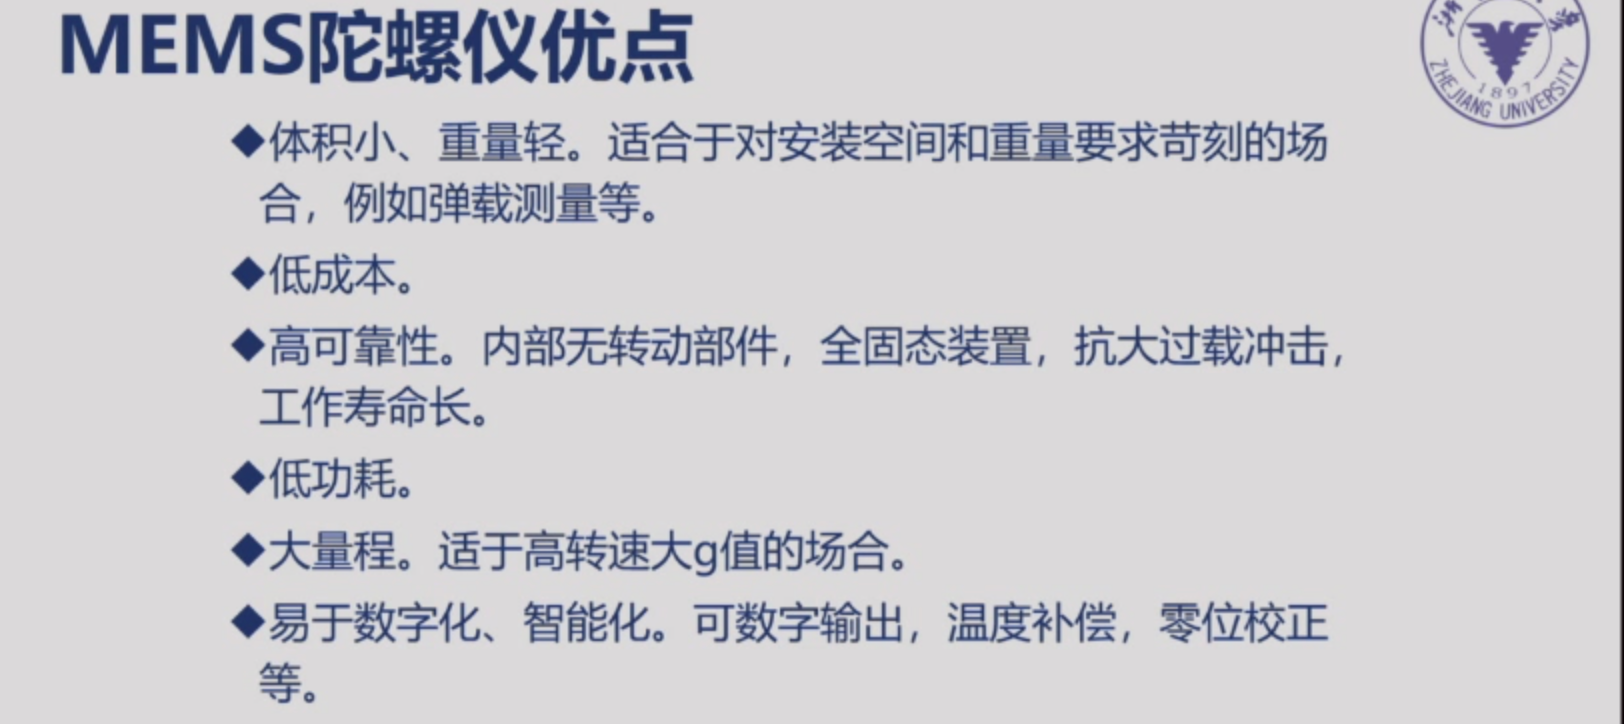 MEMS陀螺仪优点
◆体积小、重量轻。适合于对安装空间和重量要求苛刻的场
合，例如弹载测量等。
◆低成本。
◆高可靠性。内部无转动部件，全固态装置，抗大过载冲击，
工作寿命长。
◆低功耗。
◆大量程。适于高转速大g值的场合。
◆易于数字化、智能化。可数字输出，温度补偿，零位校正
等。
1897
ZHEJIANG UNIVERSITY